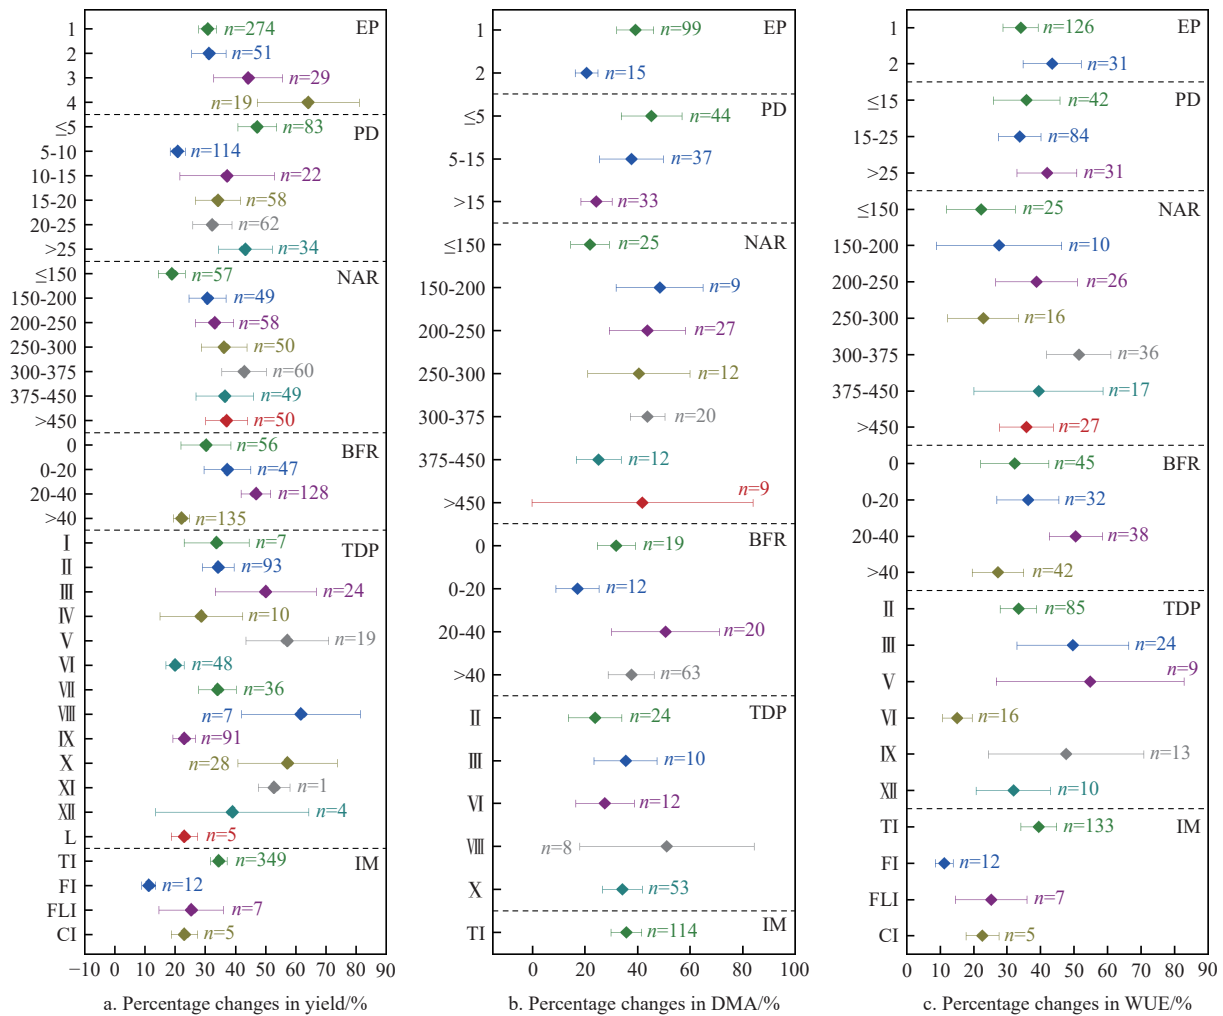 1 n=274 EP
2 n=51
3 n=29
4 n=19
≤5 n=83 PD
5-10 n=114
10-15 n=22
15-20 n=58
20-25 n=62
>25 n=34
≤150 n=57 NAR
150-200 n=49
200-250 n=58
250-300 n=50
300-375 n=60
375-450 n=49
>450 n=50
0 n=56 BFR
0-20 n=47
20-40 n=128
>40 n=135
Ⅰ n=7 TDP
Ⅱ n=93
Ⅲ n=24
Ⅳ n=10
Ⅴ n=19
Ⅵ n=48
Ⅶ n=36
Ⅷ n=7
Ⅸ n=91
Ⅹ n=28
Ⅺ n=1
Ⅻ n=4
L n=5
TI n=349 IM
FI n=12
FLI n=7
CI n=5
−10 0 10 20 30 40 50 60 70 80 90
a. Percentage changes in yield/%
1 n=99 EP
2 n=15
≤5 n=44 PD
5-15 n=37
>15 n=33
≤150 n=25 NAR
150-200 n=9
200-250 n=27
250-300 n=12
300-375 n=20
375-450 n=12
>450 n=9
0 n=19 BFR
0-20 n=12
20-40 n=20
>40 n=63
Ⅱ n=24 TDP
Ⅲ n=10
Ⅵ n=12
Ⅷ n=8
Ⅹ n=53
TI n=114 IM
0 20 40 60 80 100
b. Percentage changes in DMA/%
1 n=126 EP
2 n=31
≤15 n=42 PD
15-25 n=84
>25 n=31
≤150 n=25 NAR
150-200 n=10
200-250 n=26
250-300 n=16
300-375 n=36
375-450 n=17
>450 n=27
0 n=45 BFR
0-20 n=32
20-40 n=38
>40 n=42
Ⅱ n=85 TDP
Ⅲ n=24
Ⅴ n=9
Ⅵ n=16
Ⅸ n=13
Ⅻ n=10
TI n=133 IM
FI n=12
FLI n=7
CI n=5
0 10 20 30 40 50 60 70 80 90
c. Percentage changes in WUE/%